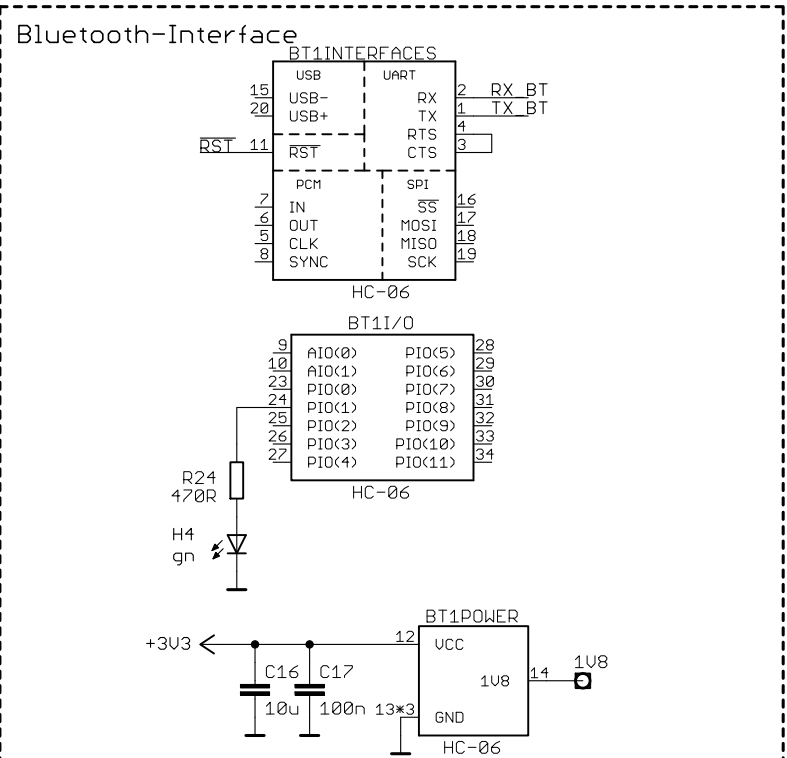 Bluetooth-Interface
BT1INTERFACES
USB UART
15 USB- RX 2 RX_BT
20 USB+ TX 1 TX_BT
RTS 4
RST 11 RST CTS 3
PCM SPI
7 IN SS 16
6 OUT MOSI 17
5 CLK MISO 18
8 SYNC SCK 19
HC-06
BT1I/O
9 AIO(0) PIO(5) 28
10 AIO(1) PIO(6) 29
23 PIO(0) PIO(7) 30
24 PIO(1) PIO(8) 31
25 PIO(2) PIO(9) 32
26 PIO(3) PIO(10) 33
27 PIO(4) PIO(11) 34
HC-06
R24
470R
H4
gn
BT1POWER
+3V3 12 VCC
C16 C17 1V8 14 1V8
10u 100n 13*3 GND
HC-06